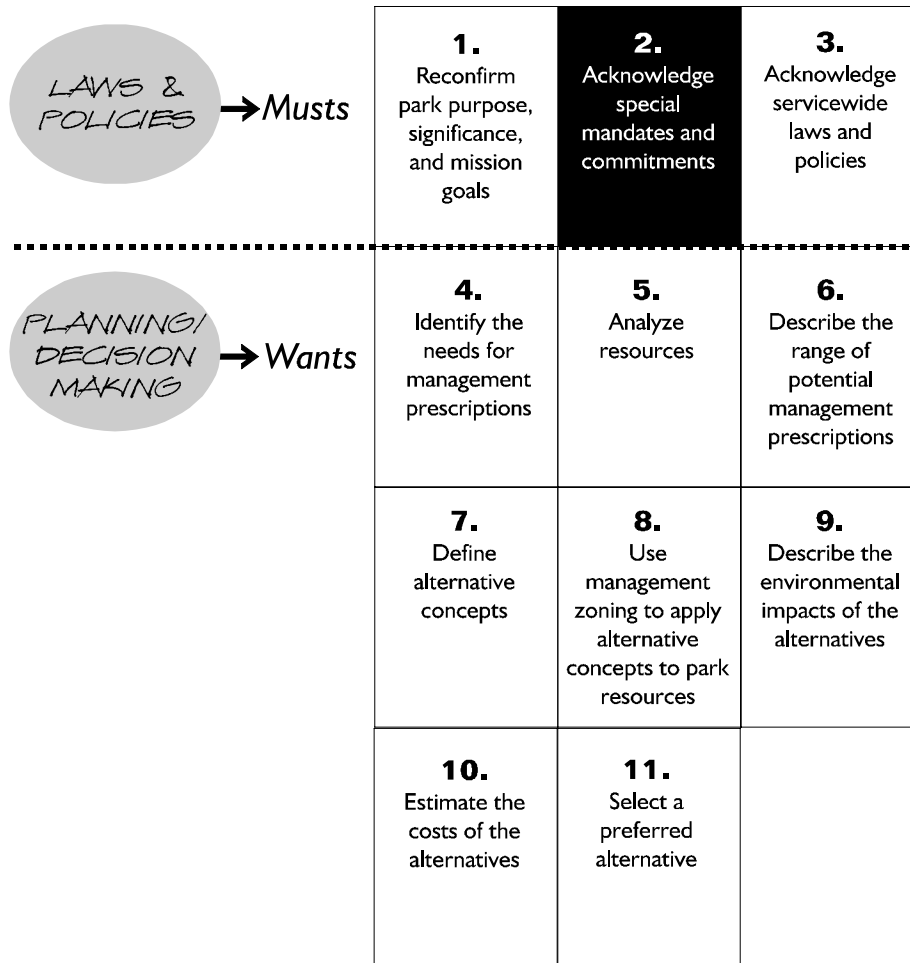 LAWS &
POLICIES
Musts
1.
Reconfirm
park purpose,
significance,
and mission
goals
2.
Acknowledge
special
mandates and
commitments
3.
Acknowledge
servicewide
laws and
policies
PLANNING/
DECISION
MAKING
Wants
4.
Identify the
needs for
management
prescriptions
5.
Analyze
resources
6.
Describe the
range of
potential
management
prescriptions
7.
Define
alternative
concepts
8.
Use
management
zoning to apply
alternative
concepts to park
resources
9.
Describe the
environmental
impacts of the
alternatives
10.
Estimate the
costs of the
alternatives
11.
Select a
preferred
alternative